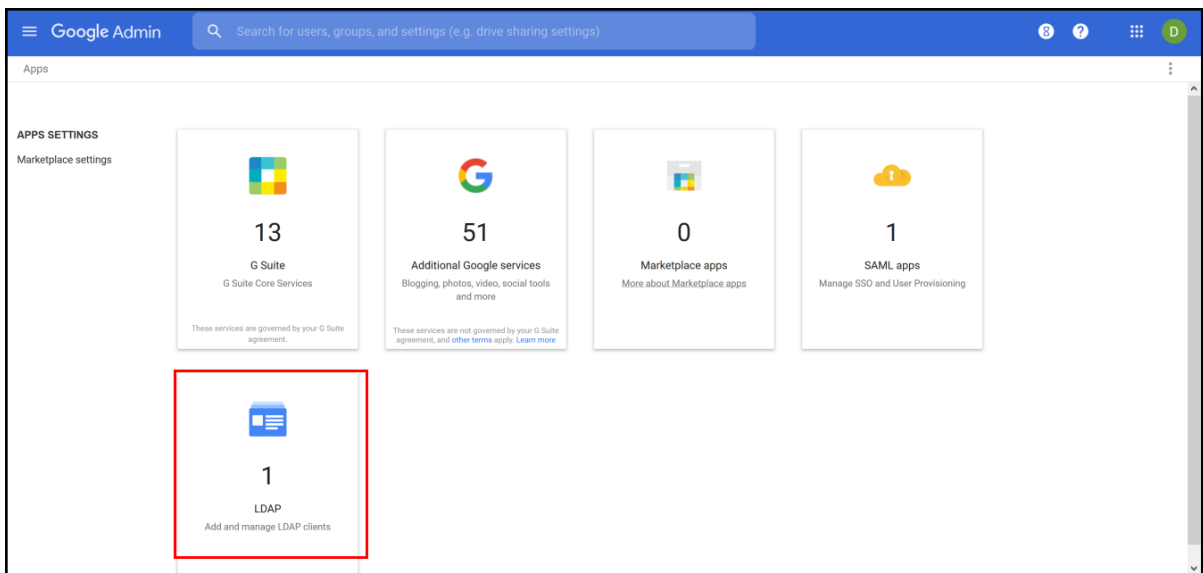 Google Admin
Search for users, groups, and settings (e.g. drive sharing settings)
8
?
D
Apps
APPS SETTINGS
Marketplace settings
13
G Suite
G Suite Core Services
These services are governed by your G Suite
agreement.
51
Additional Google services
Blogging, photos, video, social tools
and more
These services are not governed by your G Suite
agreement, and other terms apply. Learn more
0
Marketplace apps
More about Marketplace apps
1
SAML apps
Manage SSO and User Provisioning
1
LDAP
Add and manage LDAP clients